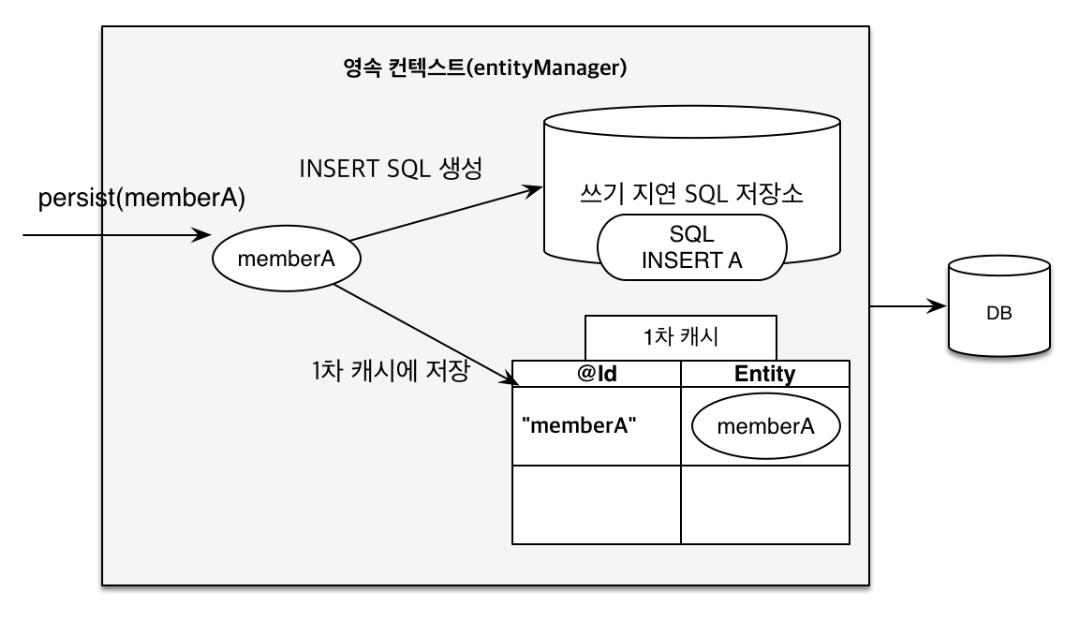 영속 컨텍스트(entityManager)
INSERT SQL 생성
persist(memberA)
memberA
쓰기 지연 SQL 저장소
SQL
INSERT A
DB
1차 캐시
1차 캐시에 저장
@Id
Entity
"memberA"
memberA